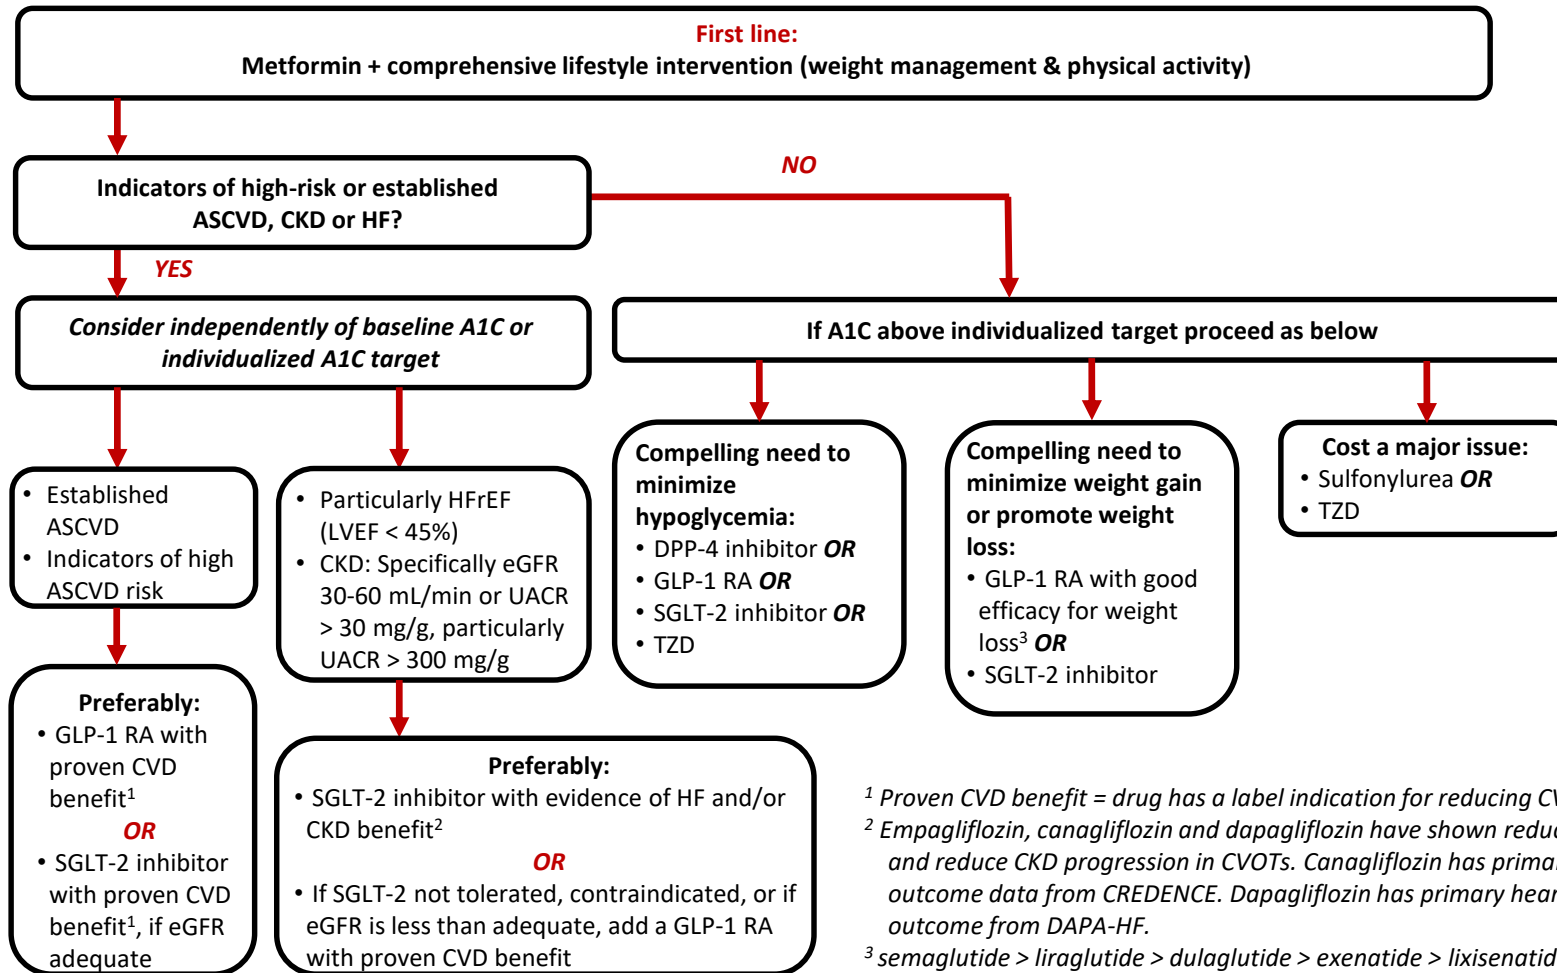 First line:
Metformin + comprehensive lifestyle intervention (weight management & physical activity)
Indicators of high-risk or established
ASCVD, CKD or HF?
NO
YES
Consider independently of baseline A1C or
individualized A1C target
If A1C above individualized target proceed as below
• Established
ASCVD
• Indicators of high
ASCVD risk
• Particularly HFrEF
(LVEF < 45%)
• CKD: Specifically eGFR
30-60 mL/min or UACR
> 30 mg/g, particularly
UACR > 300 mg/g
Compelling need to
minimize
hypoglycemia:
• DPP-4 inhibitor OR
• GLP-1 RA OR
• SGLT-2 inhibitor OR
• TZD
Compelling need to
minimize weight gain
or promote weight
loss:
• GLP-1 RA with good
efficacy for weight
loss³ OR
• SGLT-2 inhibitor
Cost a major issue:
• Sulfonylurea OR
• TZD
Preferably:
• GLP-1 RA with
proven CVD
benefit¹
OR
• SGLT-2 inhibitor
with proven CVD
benefit¹, if eGFR
adequate
Preferably:
• SGLT-2 inhibitor with evidence of HF and/or
CKD benefit²
OR
• If SGLT-2 not tolerated, contraindicated, or if
eGFR is less than adequate, add a GLP-1 RA
with proven CVD benefit
¹ Proven CVD benefit = drug has a label indication for reducing
² Empagliflozin, canagliflozin and dapagliflozin have shown
and reduce CKD progression in CVOTs. Canagliflozin has
outcome data from CREDENCE. Dapagliflozin has primary
outcome from DAPA-HF.
³ semaglutide > liraglutide > dulaglutide > exenatide >